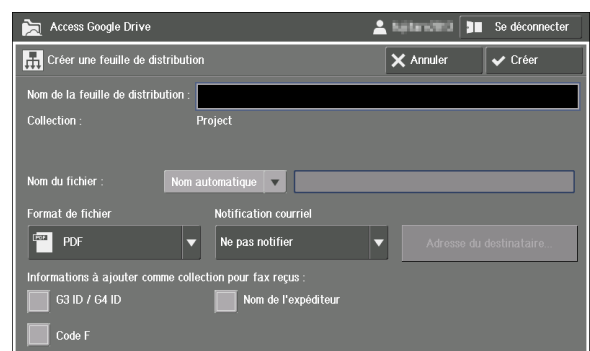 Access Google Drive Se déconnecter
Créer une feuille de distribution Annuler Créer
Nom de la feuille de distribution :
Collection : Project
Nom du fichier : Nom automatique
Format de fichier Notification courriel
PDF Ne pas notifier Adresse du destinataire...
Informations à ajouter comme collection pour fax reçus :
G3 ID / G4 ID Nom de l'expéditeur
Code F